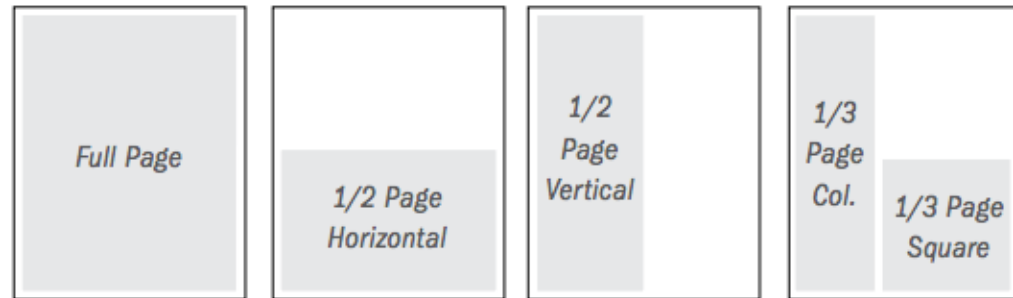 Full Page
1/2 Page
Horizontal
1/2
Page
Vertical
1/3
Page
Col.
1/3 Page
Square